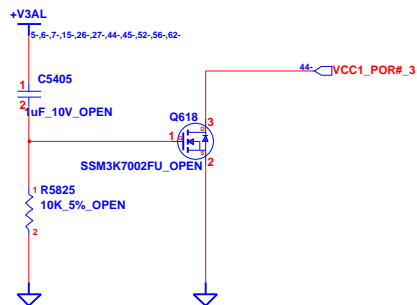 +V3AL
5-,6-,7-,15-,26-,27-,44-,45-,52-,56-,62-
C5405
1
2
1uF_10V_OPEN
44-
VCC1_POR#_3
Q618
3
D
1
G
S
2
SSM3K7002FU_OPEN
1
R5825
10K_5%_OPEN
2